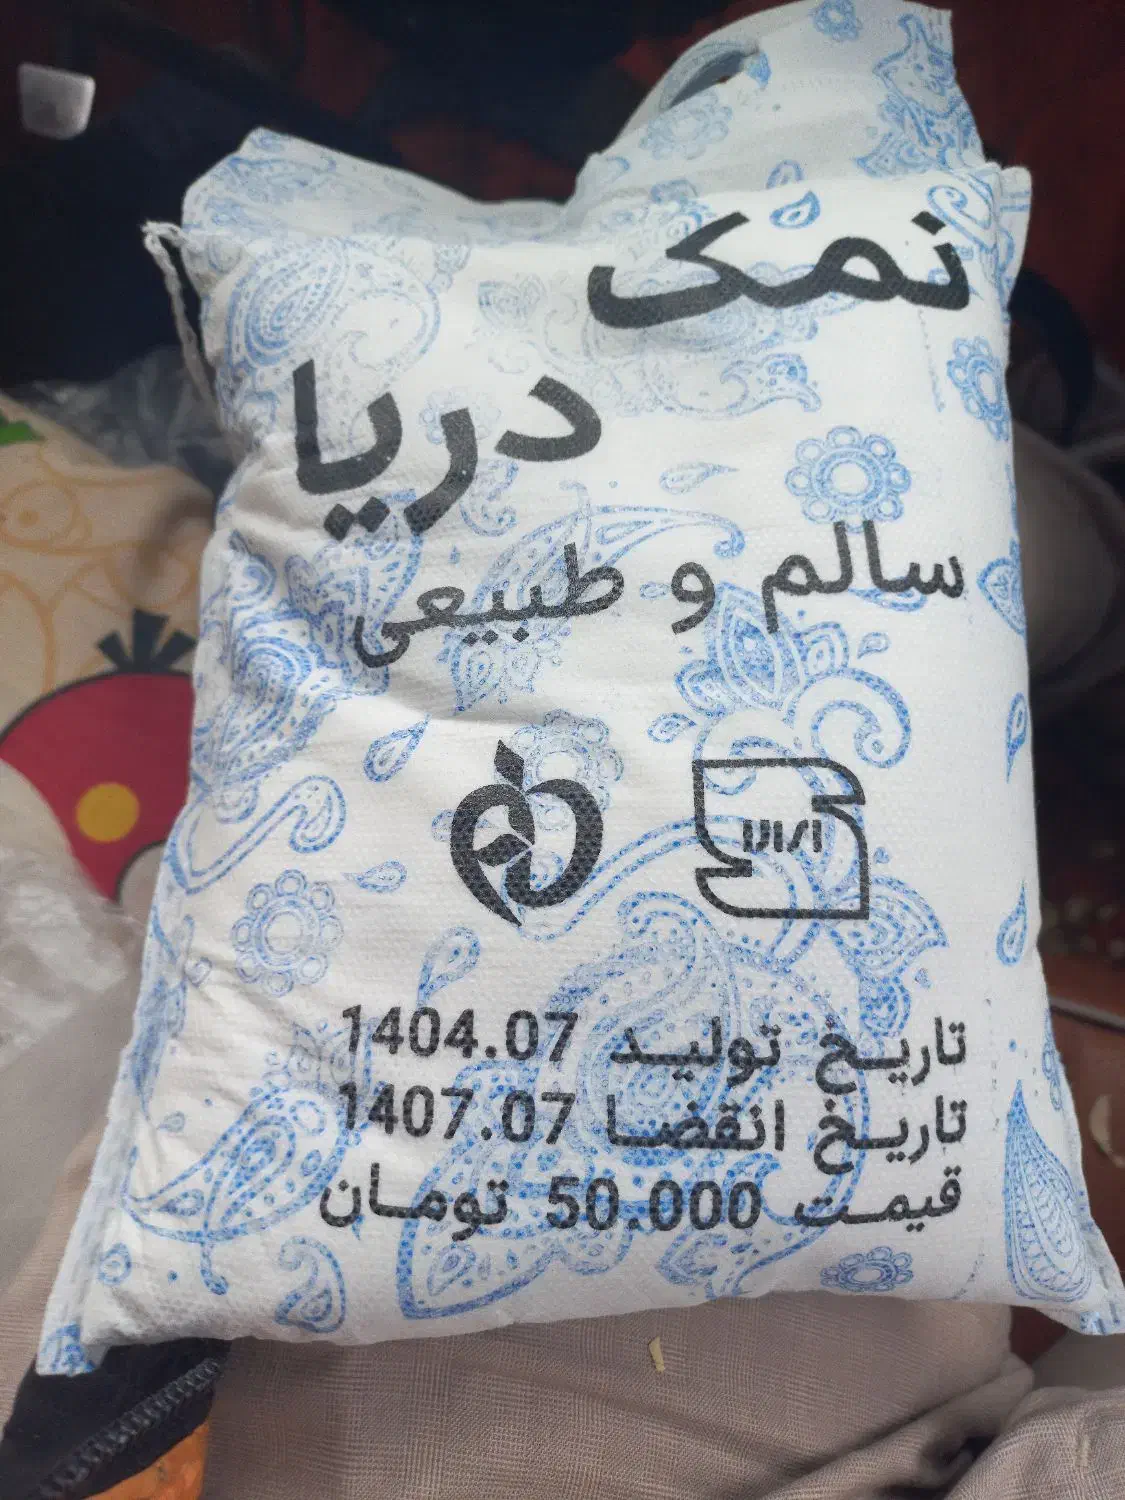 نمک
دریا
سالم و طبیعی
تاریخ تولید 1404.07
تاریخ انقضا 1407.07
قیمت 50.000 تومان